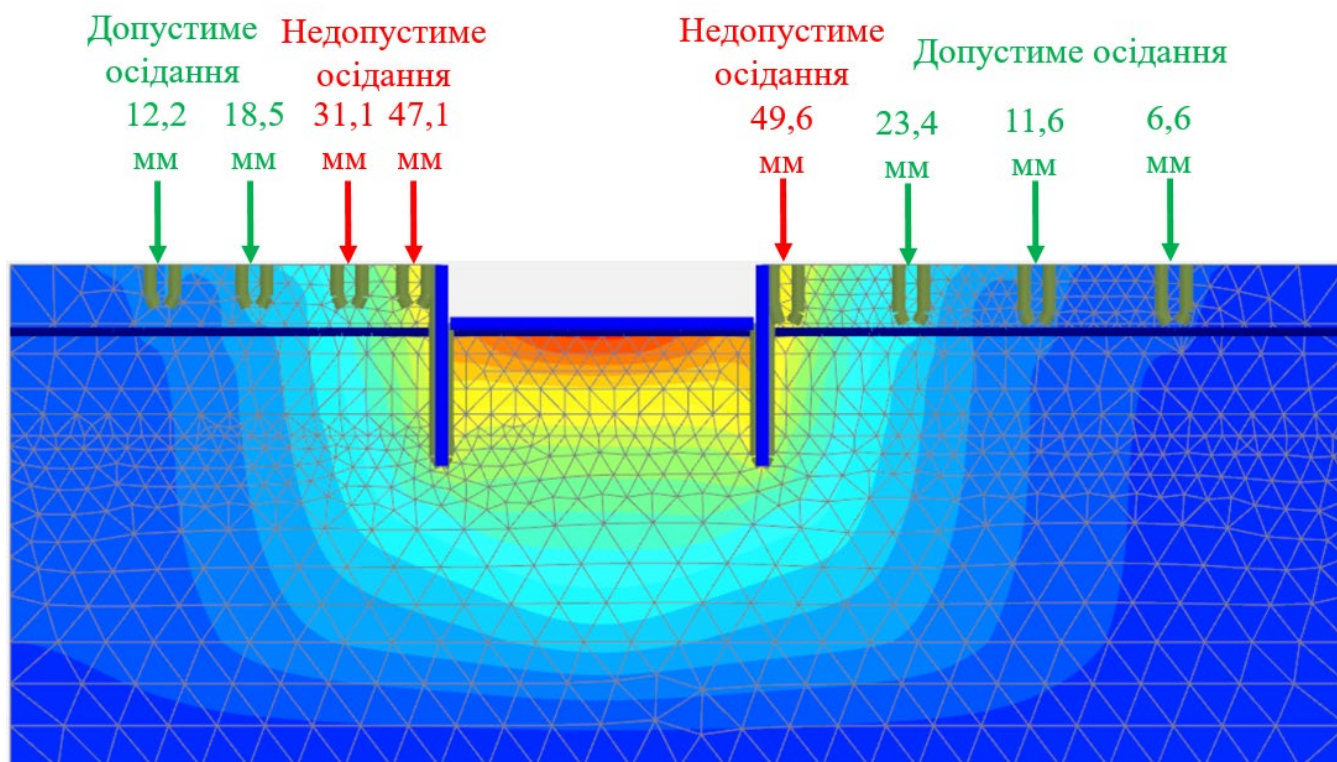 Допустиме
осідання
12,2 18,5
мм мм
Недопустиме
осідання
31,1 47,1
мм мм
Недопустиме
осідання
49,6
мм
Допустиме осідання
23,4 11,6 6,6
мм мм мм